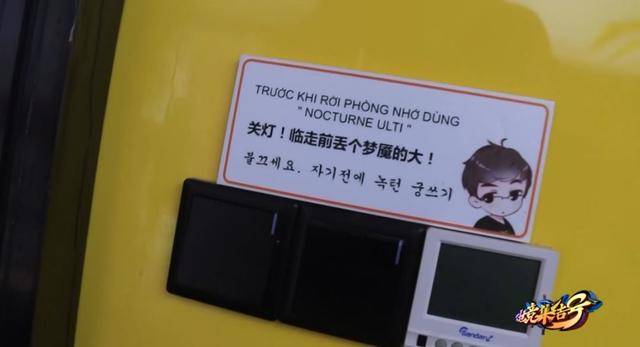 TRƯỚC KHI RỜI PHÒNG NHỚ DÙNG
" NOCTURNE ULTI "
关灯！临走前丢个梦魇的大！
불끄세요. 자기전에 녹턴 궁쓰기